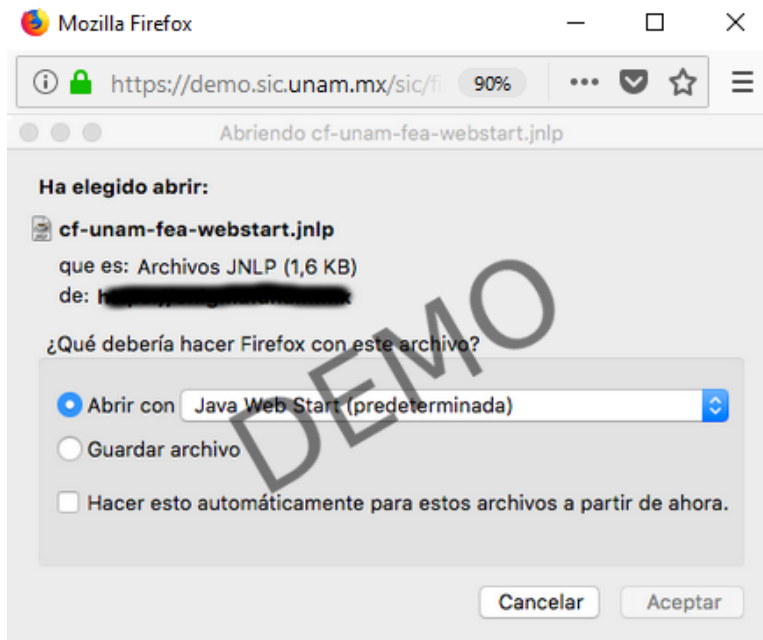 Mozilla Firefox
https://demo.sic.unam.mx/sic/fi 90%
Abriendo cf-unam-fea-webstart.jnlp
Ha elegido abrir:
cf-unam-fea-webstart.jnlp
que es: Archivos JNLP (1,6 KB)
de:
¿Qué debería hacer Firefox con este archivo?
Abrir con Java Web Start (predeterminada)
Guardar archivo
Hacer esto automáticamente para estos archivos a partir de ahora.
Cancelar Aceptar
DEMO